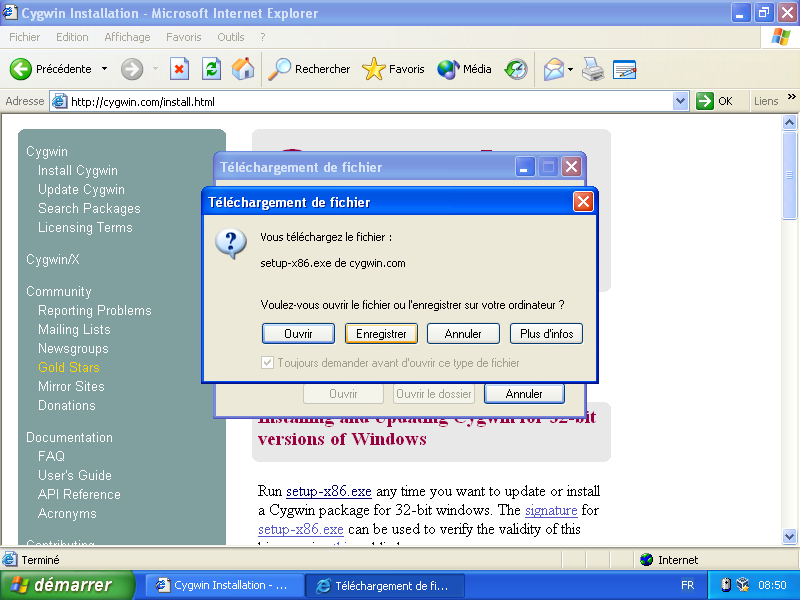 Cygwin Installation - Microsoft Internet Explorer
Fichier Edition Affichage Favoris Outils ?
Précédente Rechercher Favoris Média
Adresse http://cygwin.com/install.html OK Liens »
Cygwin
Install Cygwin
Update Cygwin
Search Packages
Licensing Terms
Cygwin/X
Community
Reporting Problems
Mailing Lists
Newsgroups
Gold Stars
Mirror Sites
Donations
Documentation
FAQ
User's Guide
API Reference
Acronyms
Contributing
Téléchargement de fichier
Téléchargement de fichier
Vous téléchargez le fichier :
setup-x86.exe de cygwin.com
Voulez-vous ouvrir le fichier ou l'enregistrer sur votre ordinateur ?
Ouvrir Enregistrer Annuler Plus d'infos
Toujours demander avant d'ouvrir ce type de fichier
Ouvrir Ouvrir le dossier Annuler
Installing and Updating Cygwin for 32-bit
versions of Windows
Run setup-x86.exe any time you want to update or install
a Cygwin package for 32-bit windows. The signature for
setup-x86.exe can be used to verify the validity of this
Terminé Internet
démarrer Cygwin Installation - ... Téléchargement de fi... FR 08:50